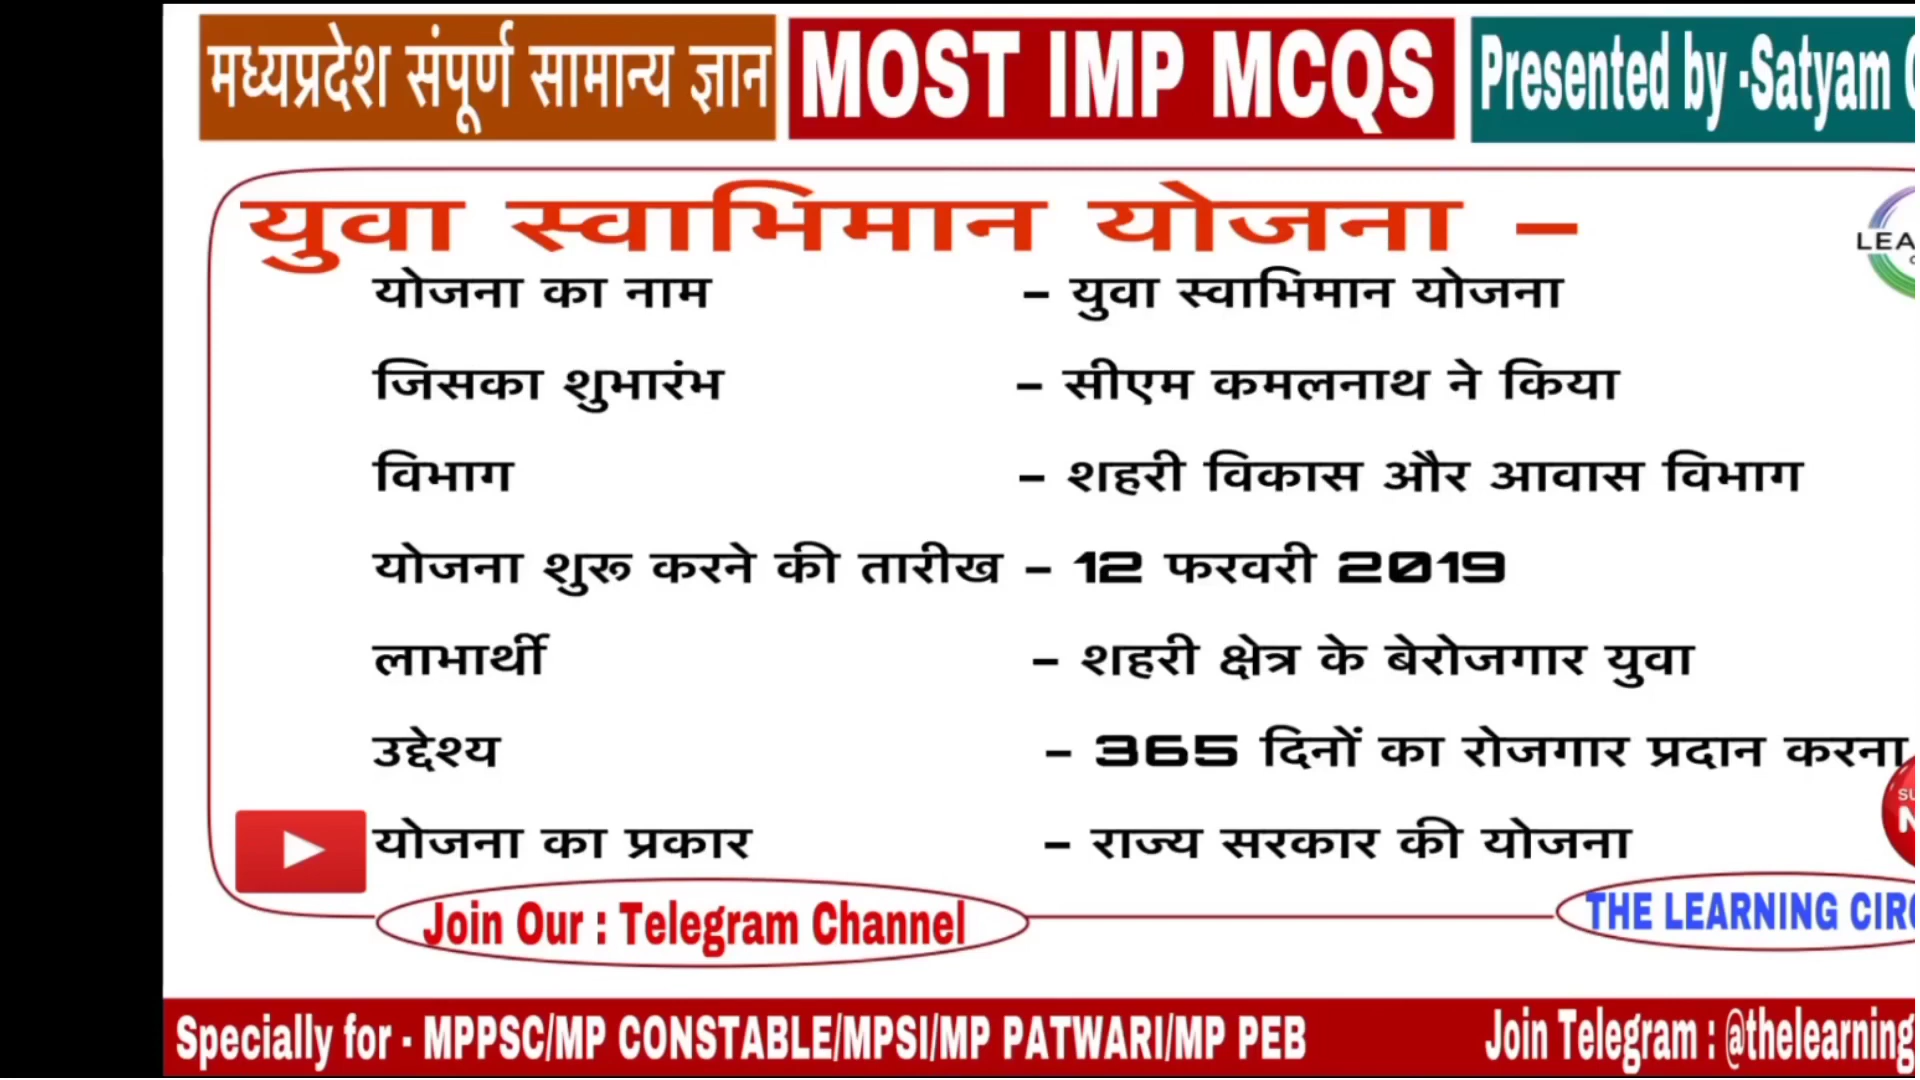 मध्यप्रदेश संपूर्ण सामान्य ज्ञान
MOST IMP MCQS
Presented by -Satyam
युवा स्वाभिमान योजना –
योजना का नाम – युवा स्वाभिमान योजना
जिसका शुभारंभ – सीएम कमलनाथ ने किया
विभाग – शहरी विकास और आवास विभाग
योजना शुरू करने की तारीख – 12 फरवरी 2019
लाभार्थी – शहरी क्षेत्र के बेरोजगार युवा
उद्देश्य – 365 दिनों का रोजगार प्रदान करना
योजना का प्रकार – राज्य सरकार की योजना
Join Our : Telegram Channel
THE LEARNING
Specially for - MPPSC/MP CONSTABLE/MPSI/MP PATWARI/MP PEB
Join Telegram : @thelearning